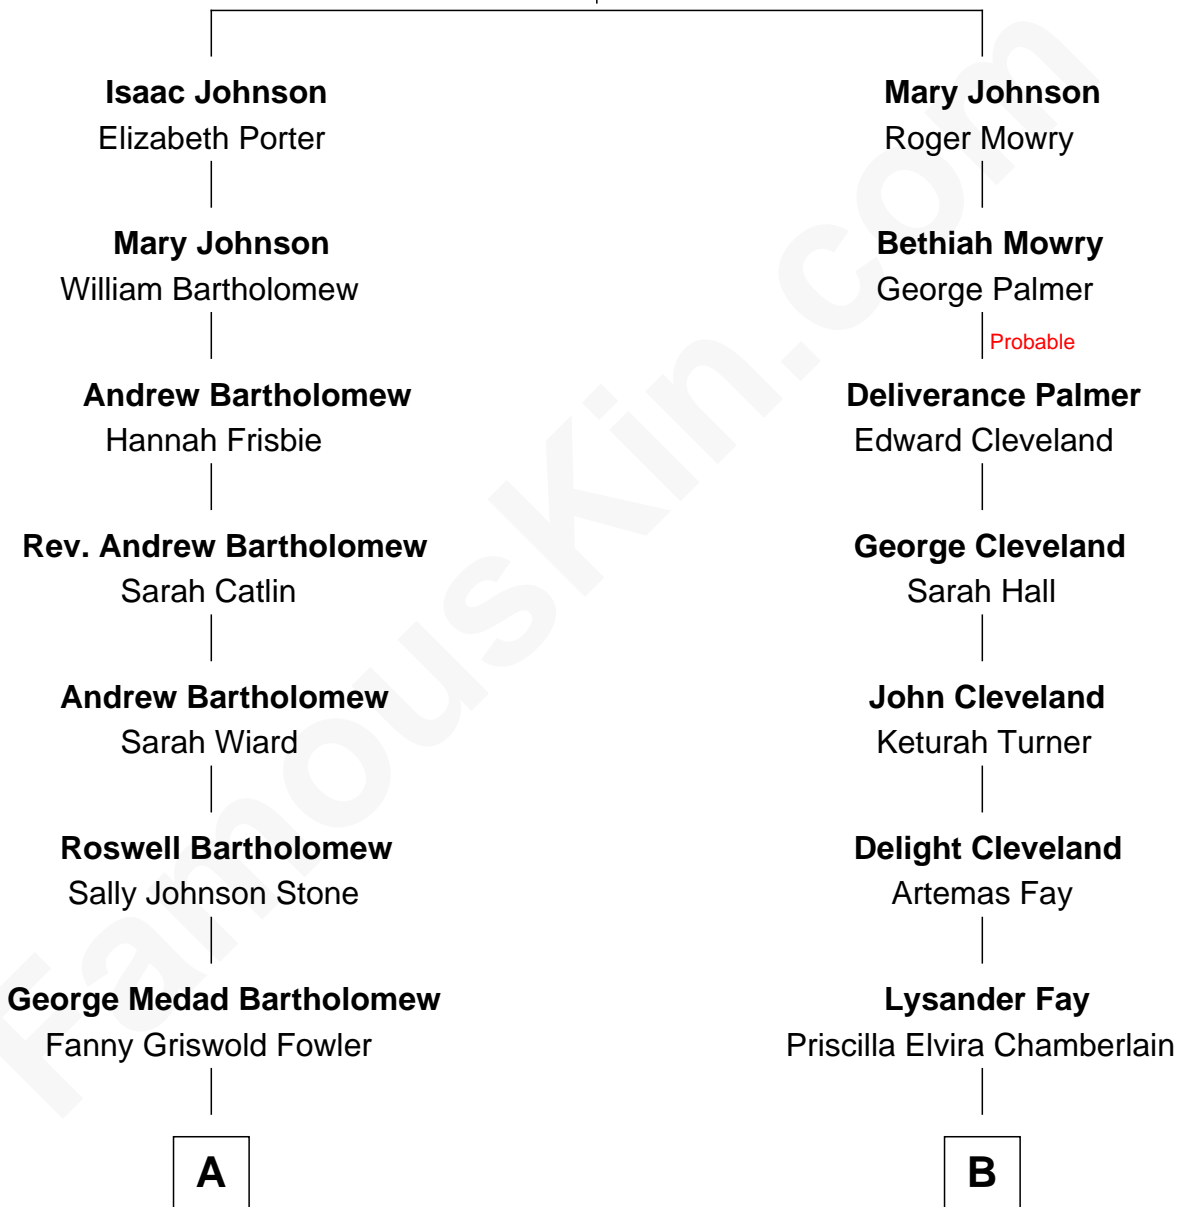 Isaac Johnson
Elizabeth Porter
Mary Johnson
William Bartholomew
Andrew Bartholomew
Hannah Frisbie
Rev. Andrew Bartholomew
Sarah Catlin
Andrew Bartholomew
Sarah Wiard
Roswell Bartholomew
Sally Johnson Stone
George Medad Bartholomew
Fanny Griswold Fowler
A
Mary Johnson
Roger Mowry
Bethiah Mowry
George Palmer
Probable
Deliverance Palmer
Edward Cleveland
George Cleveland
Sarah Hall
John Cleveland
Keturah Turner
Delight Cleveland
Artemas Fay
Lysander Fay
Priscilla Elvira Chamberlain
B
FamousKin.com